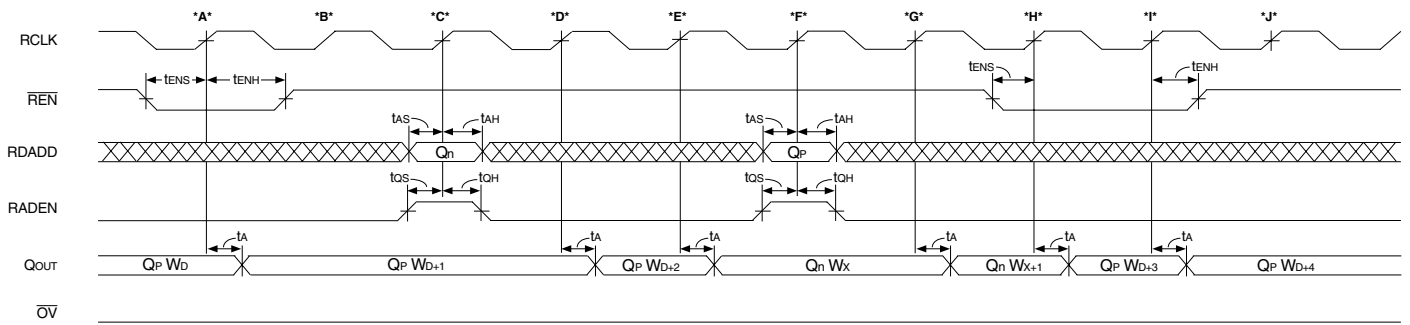 *A* *B* *C* *D* *E* *F* *G* *H* *I* *J*
RCLK
tENS tENH tENS tENH
REN
tAS tAH tAS tAH
RDADD Qn QP
tQS tQH tQS tQH
RADEN
tA tA tA tA tA tA
QOUT QP WD QP WD+1 QP WD+2 Qn WX Qn WX+1 QP WD+3 QP WD+4
OV